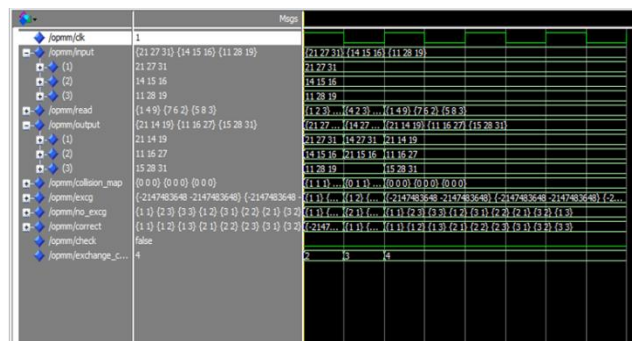 Msgs
/opmm/clk 1
/opmm/input {21 27 31} {14 15 16} {11 28 19} {21 27 31} {14 15 16} {11 28 19}
(1) 21 27 31 21 27 31
(2) 14 15 16 14 15 16
(3) 11 28 19 11 28 19
/opmm/read {1 4 9} {7 6 2} {5 8 3} {1 2 3} ... {4 2 3} ... {1 4 9} {7 6 2} {5 8 3}
/opmm/output {21 14 19} {11 16 27} {15 28 31} {21 27 ... {14 27 ... {21 14 19} {11 16 27} {15 28 31}
(1) 21 14 19 21 27 31 14 27 31 21 14 19
(2) 11 16 27 14 15 16 21 15 16 11 16 27
(3) 15 28 31 11 28 19 15 28 31
/opmm/collision_map {0 0 0} {0 0 0} {0 0 0} {1 1 1} ... {0 1 1} ... {0 0 0} {0 0 0} {0 0 0}
/opmm/excg {-2147483648 -2147483648} {-2147483648 - {1 1} {... {1 2} {... {-2147483648 -2147483648} {-2147483648 -2147483648} {-2...
/opmm/no_excg {1 1} {2 3} {3 3} {1 2} {3 1} {2 2} {2 1} {3 2} {1 1} {... {2 1} {... {1 1} {2 3} {3 3} {1 2} {3 1} {2 2} {2 1} {3 2}
/opmm/correct {1 1} {1 2} {1 3} {2 1} {2 2} {2 3} {3 1} {3 2} {-2147... {1 1} {... {1 1} {1 2} {1 3} {2 1} {2 2} {2 3} {3 1} {3 2} {3 3}
/opmm/check false
/opmm/exchange_c... 4 2 3 4